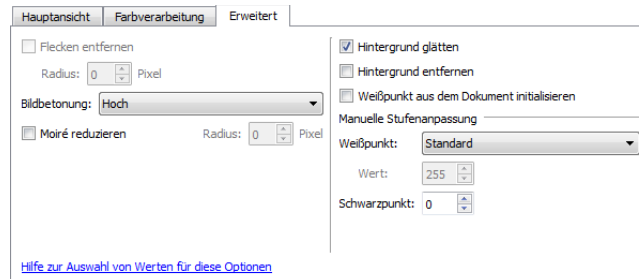 Hauptansicht Farbverarbeitung Erweitert
Flecken entfernen
Radius: 0 Pixel
Bildbetonung: Hoch
Moiré reduzieren Radius: 0 Pixel
Hintergrund glätten
Hintergrund entfernen
Weißpunkt aus dem Dokument initialisieren
Manuelle Stufenanpassung
Weißpunkt: Standard
Wert: 255
Schwarzpunkt: 0
Hilfe zur Auswahl von Werten für diese Optionen